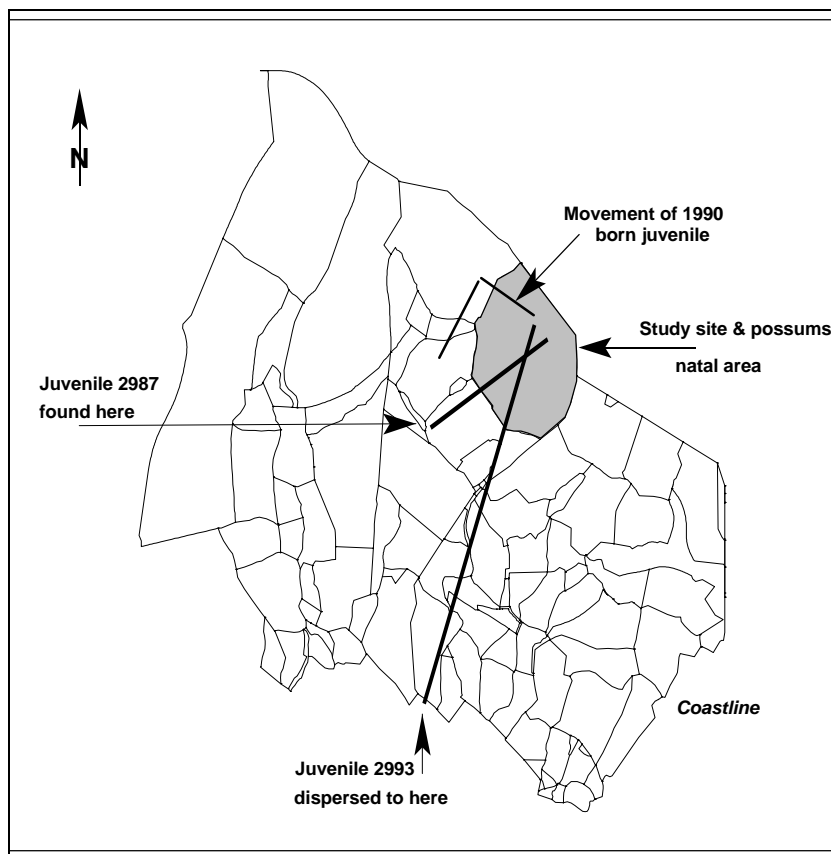 N
Movement of 1990
born juvenile
Study site & possums
natal area
Juvenile 2987
found here
Coastline
Juvenile 2993
dispersed to here